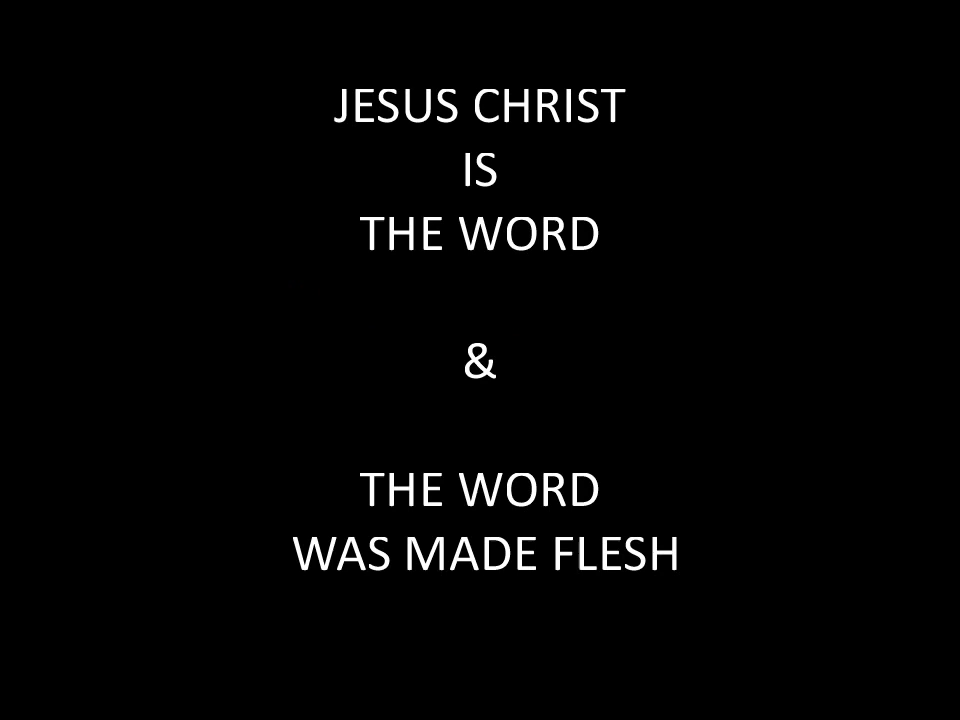 JESUS CHRIST
IS
THE WORD
&
THE WORD
WAS MADE FLESH